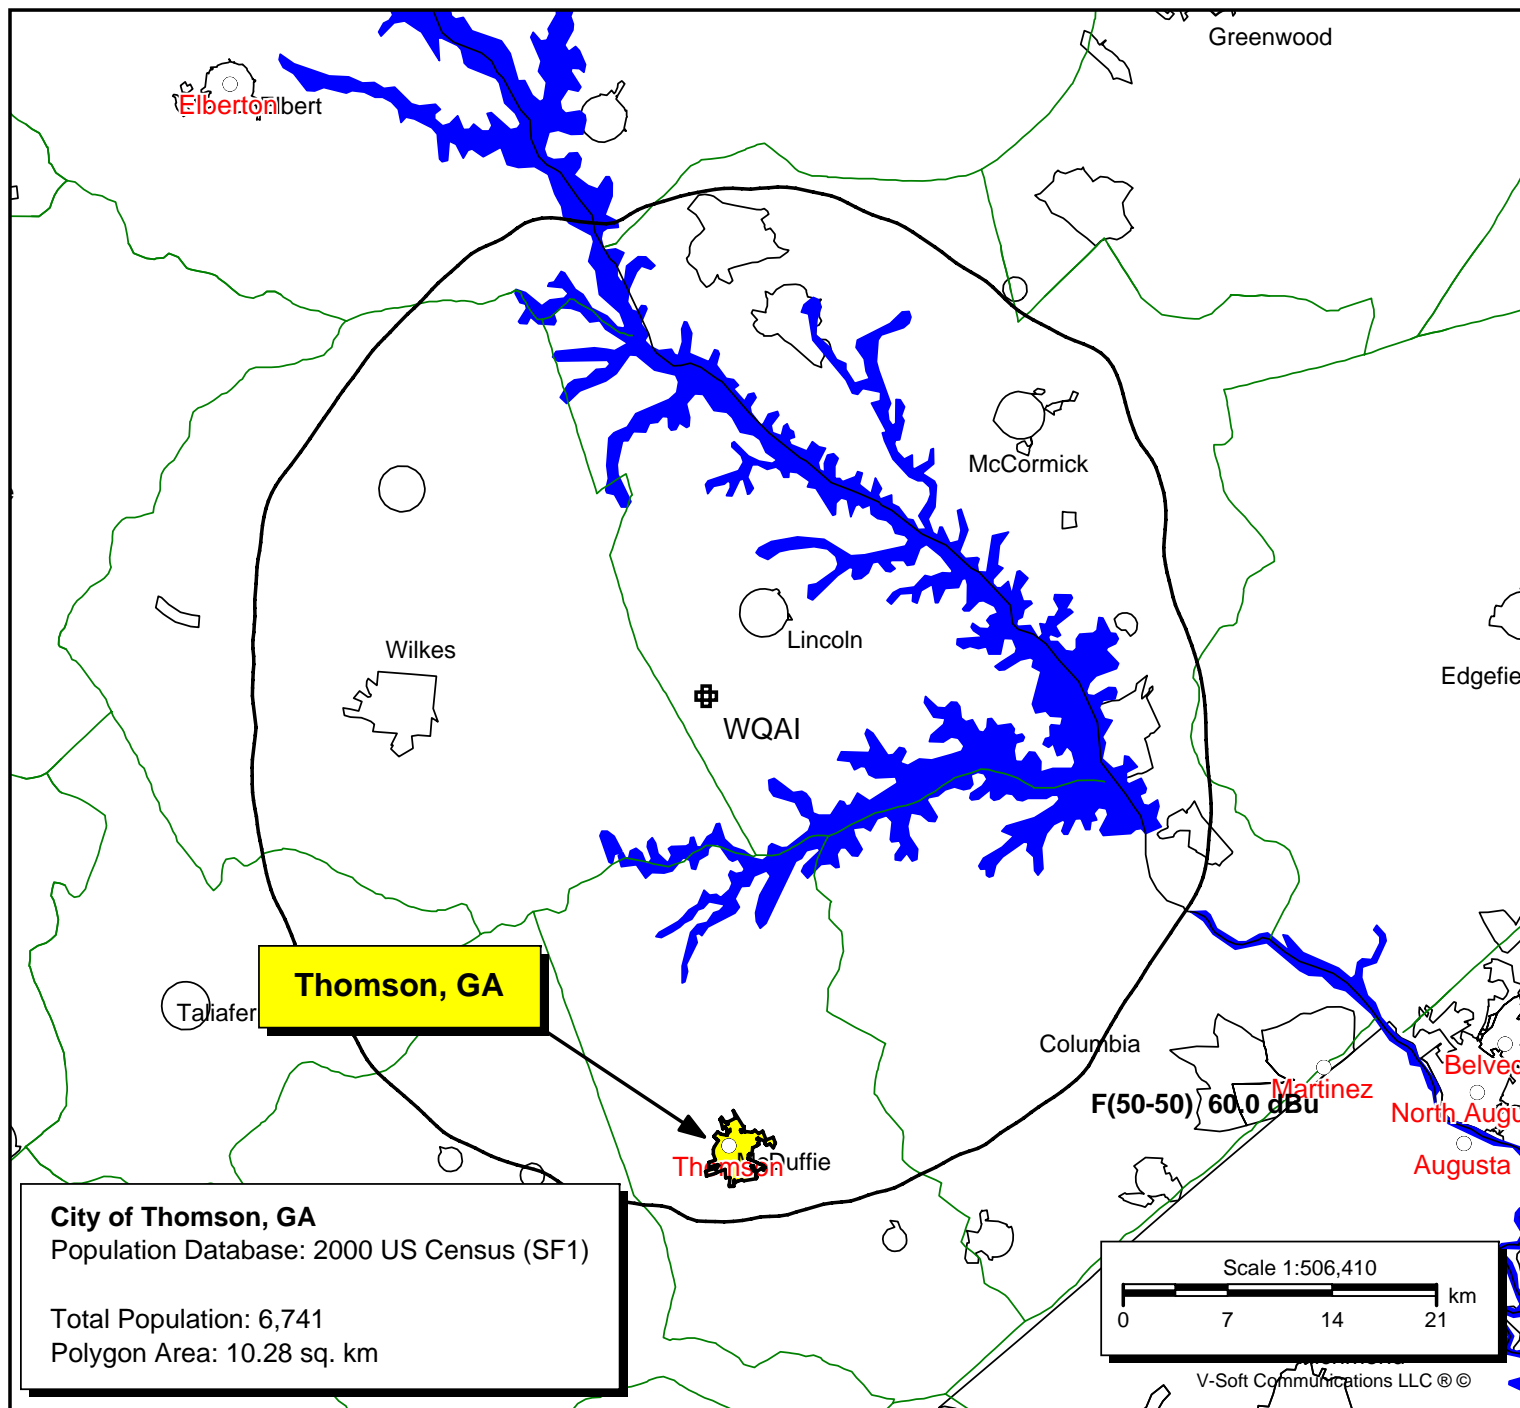 Greenwood
Elberton
Elbert
McCormick
Lincoln
Wilkes
Edgefie
WQAI
Thomson, GA
Taliafer
Columbia
F(50-50) 60.0 dBu
Martinez
Belved
North Augu
Augusta
Thomson
McDuffie
City of Thomson, GA
Population Database: 2000 US Census (SF1)
Total Population: 6,741
Polygon Area: 10.28 sq. km
Scale 1:506,410
km
0 7 14 21
V-Soft Communications LLC ® ©